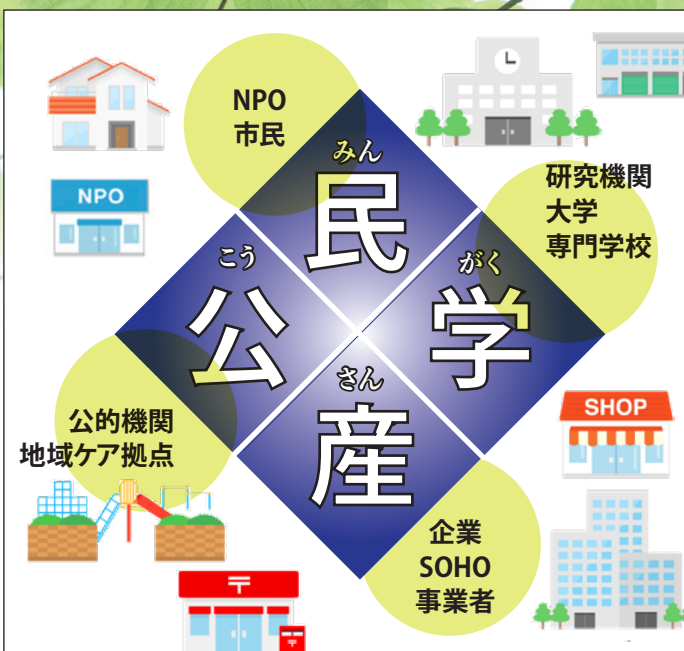 NPO
市民
みん
民
NPO
研究機関
大学
専門学校
こう
公
がく
学
さん
産
公的機関
地域ケア拠点
SHOP
企業
SOHO
事業者
〒
〒